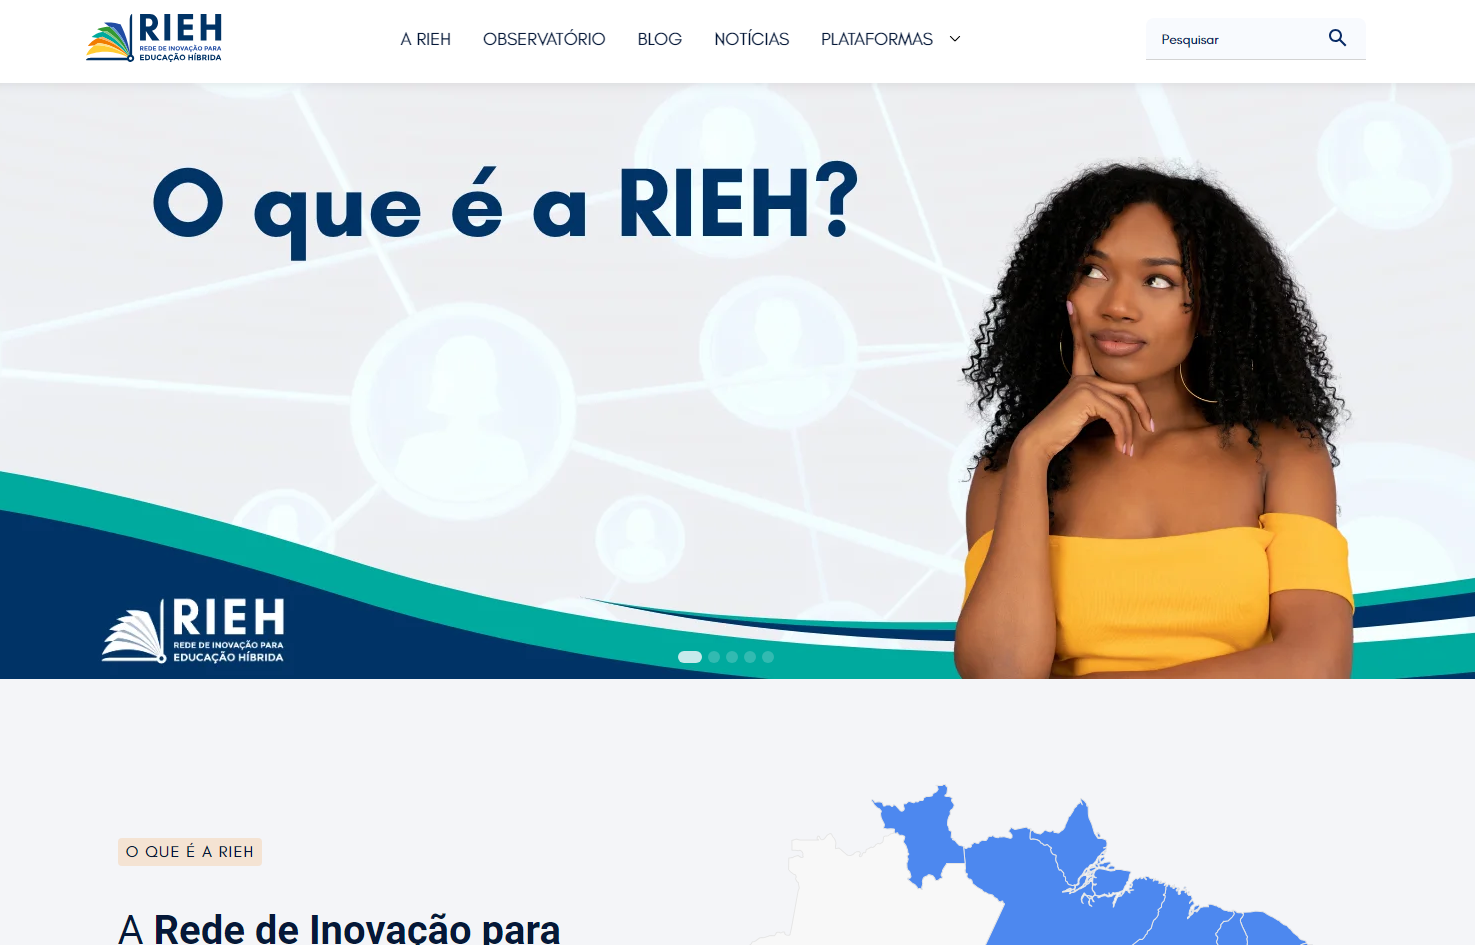 RIEH
REDE DE INOVAÇÃO PARA
EDUCAÇÃO HÍBRIDA
A RIEH
OBSERVATÓRIO
BLOG
NOTÍCIAS
PLATAFORMAS
Pesquisar
O que é a RIEH?
RIEH
REDE DE INOVAÇÃO PARA
EDUCAÇÃO HÍBRIDA
O QUE É A RIEH
A Rede de Inovação para